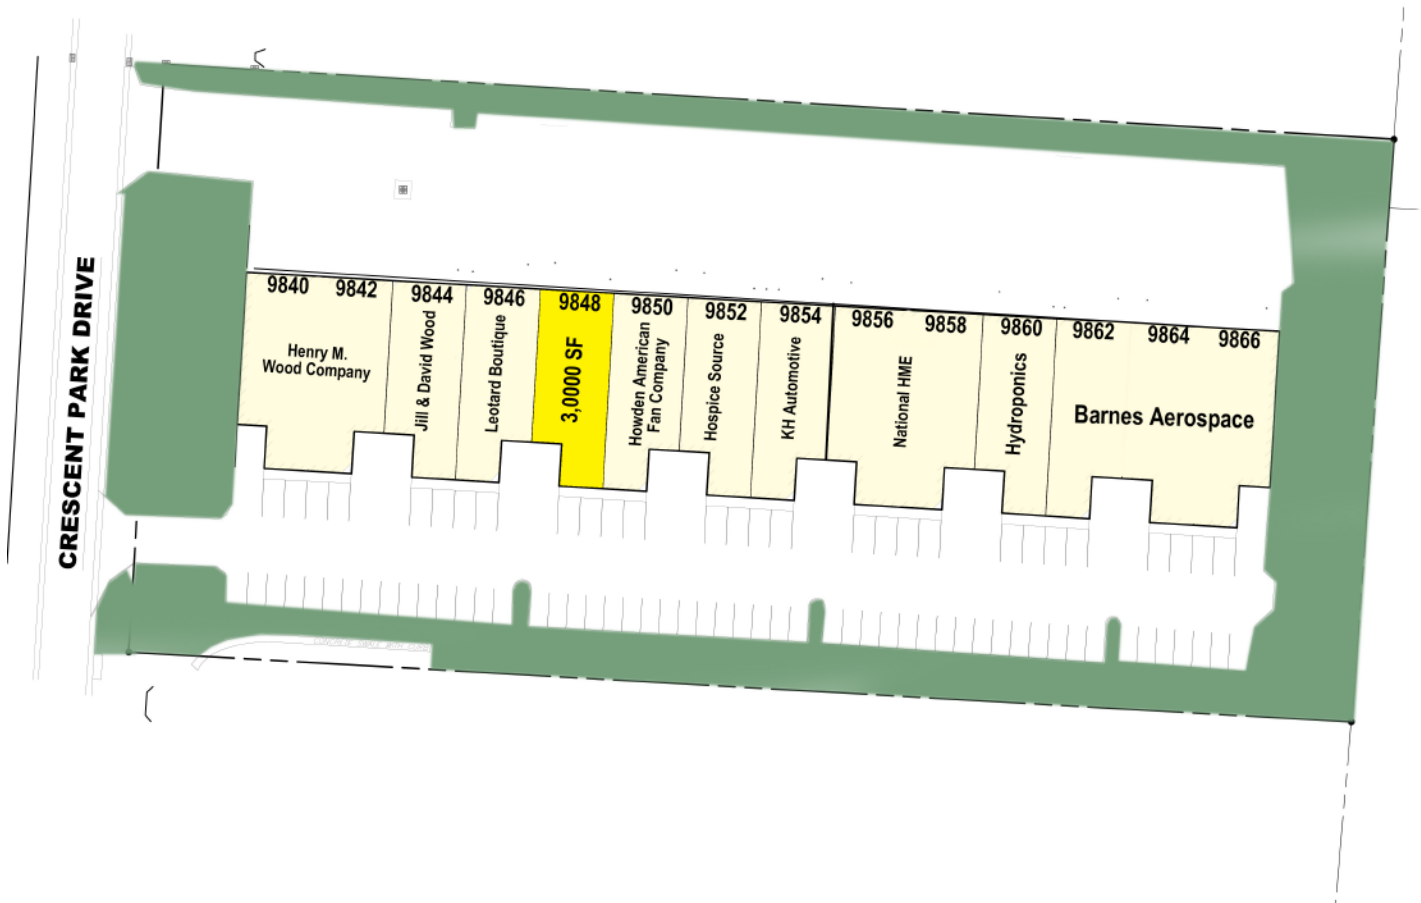 CRESCENT PARK DRIVE
9840
9842
9844
9846
9848
9850
9852
9854
9856
9858
9860
9862
9864
9866
Henry M.
Wood Company
Jill & David Wood
Leotard Boutique
3,0000 SF
Howden American
Fan Company
Hospice Source
KH Automotive
National HME
Hydroponics
Barnes Aerospace